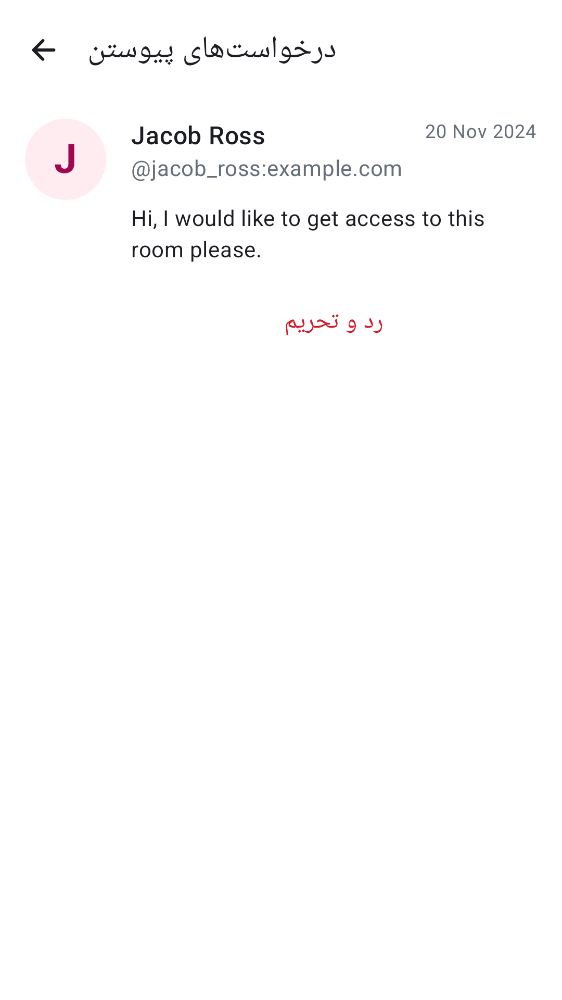 درخواست‌های پیوستن
J
Jacob Ross
20 Nov 2024
@jacob_ross:example.com
Hi, I would like to get access to this
room please.
رد و تحریم